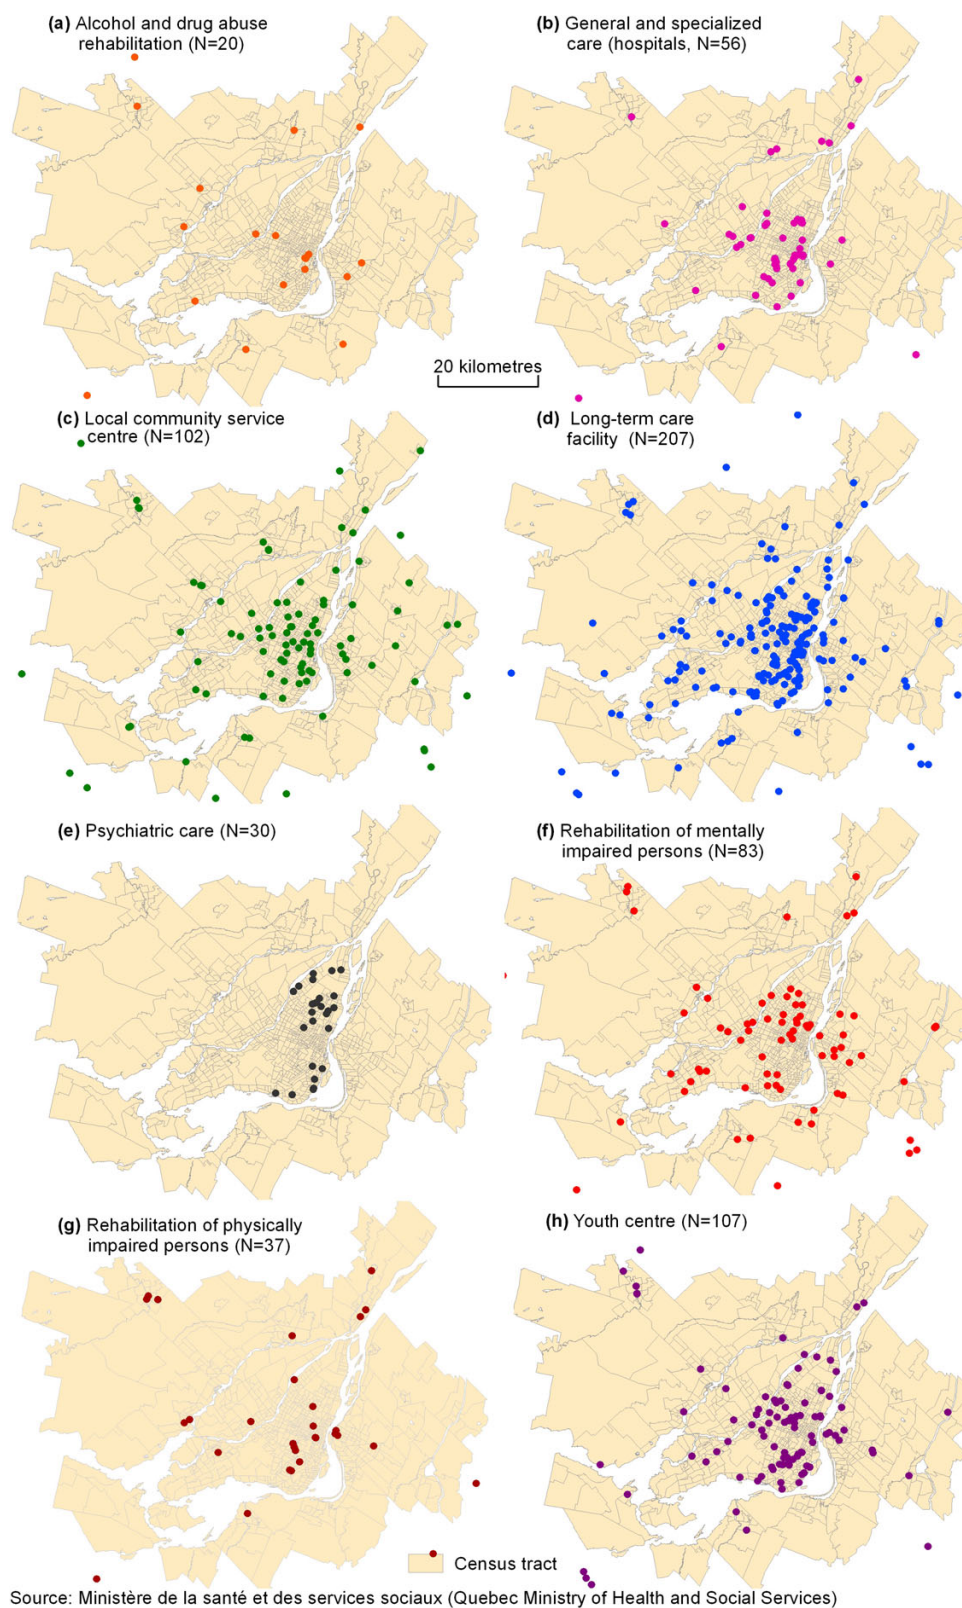 (a) Alcohol and drug abuse
rehabilitation (N=20)
(b) General and specialized
care (hospitals, N=56)
20 kilometres
(c) Local community service
centre (N=102)
(d) Long-term care
facility (N=207)
(e) Psychiatric care (N=30)
(f) Rehabilitation of mentally
impaired persons (N=83)
(g) Rehabilitation of physically
impaired persons (N=37)
(h) Youth centre (N=107)
Census tract
Source: Ministère de la santé et des services sociaux (Quebec Ministry of Health and Social Services)